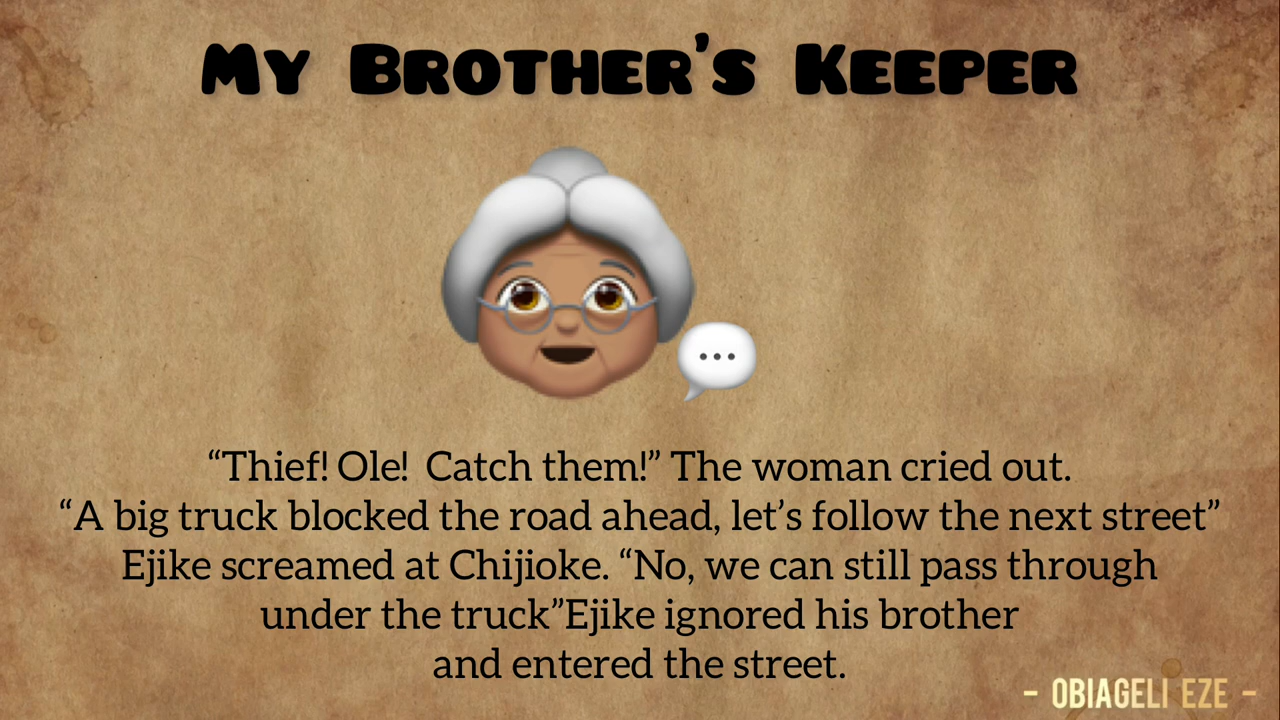 My Brother's Keeper
“Thief! Ole!  Catch them!” The woman cried out.
“A big truck blocked the road ahead, let’s follow the next street”
Ejike screamed at Chijioke. “No, we can still pass through
under the truck”Ejike ignored his brother
and entered the street.
- OBIAGELI EZE -